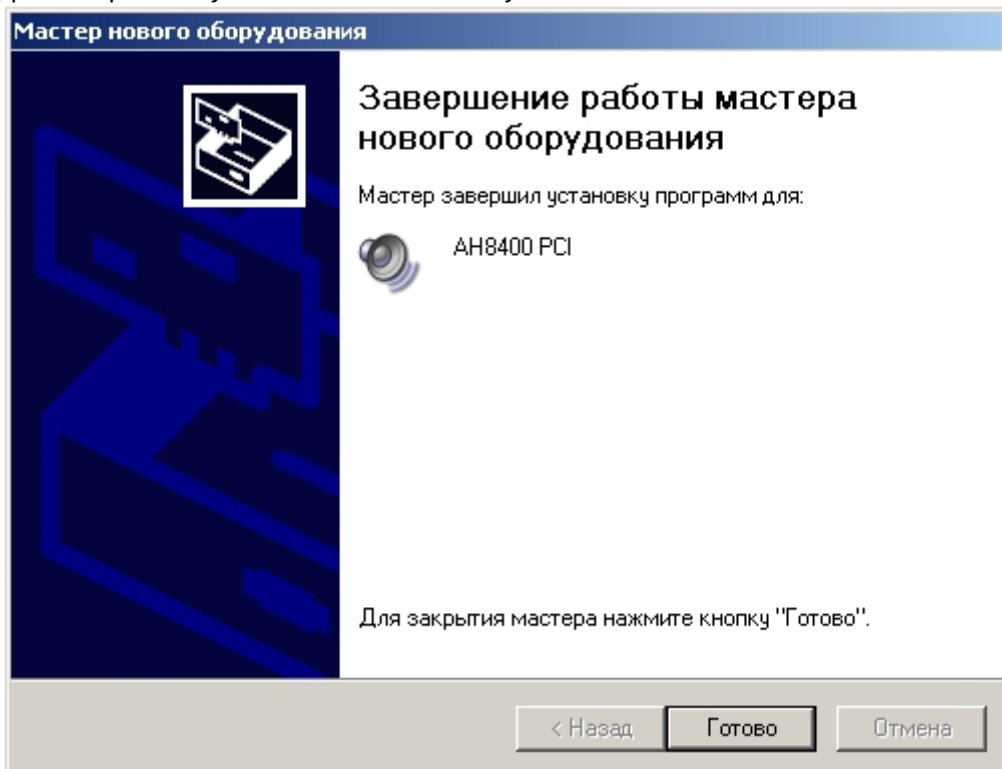 Мастер нового оборудования
Завершение работы мастера
нового оборудования
Мастер завершил установку программ для:
AH8400 PCI
Для закрытия мастера нажмите кнопку "Готово".
< Назад
Готово
Отмена